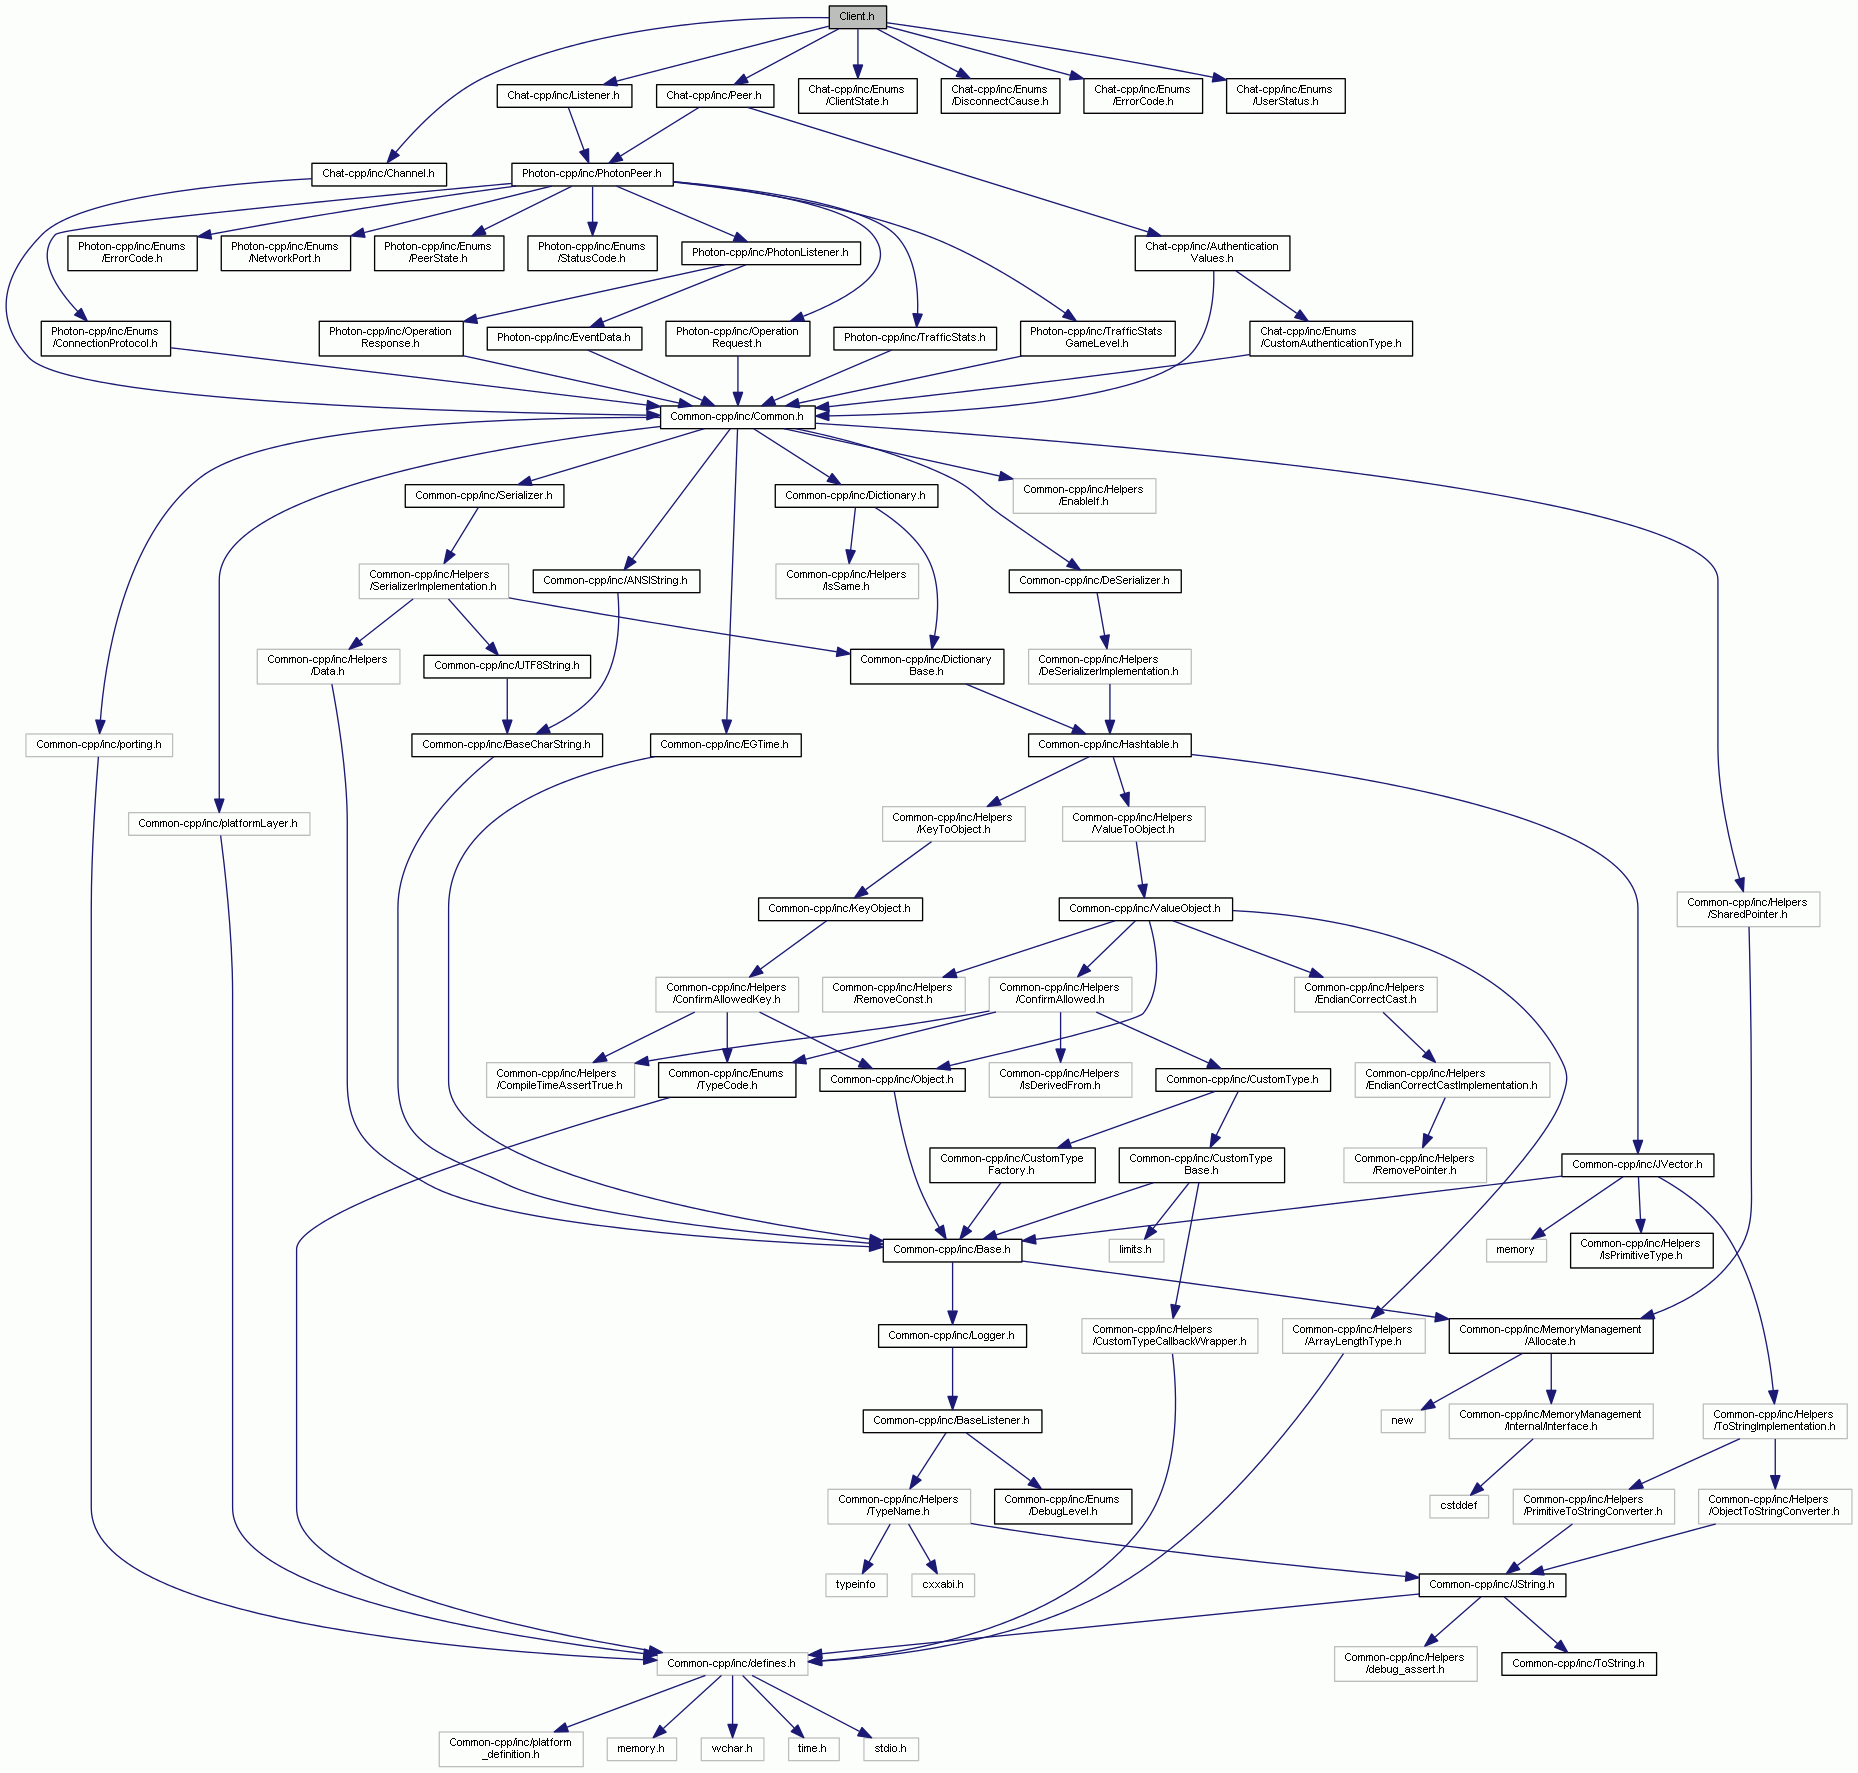 Client.h
Chat-cpp/inc/Listener.h
Chat-cpp/inc/Peer.h
Chat-cpp/inc/Enums
/ClientState.h
Chat-cpp/inc/Enums
/DisconnectCause.h
Chat-cpp/inc/Enums
/ErrorCode.h
Chat-cpp/inc/Enums
/UserStatus.h
Chat-cpp/inc/Channel.h
Photon-cpp/inc/PhotonPeer.h
Photon-cpp/inc/Enums
/ErrorCode.h
Photon-cpp/inc/Enums
/NetworkPort.h
Photon-cpp/inc/Enums
/PeerState.h
Photon-cpp/inc/Enums
/StatusCode.h
Photon-cpp/inc/PhotonListener.h
Chat-cpp/inc/Authentication
Values.h
Photon-cpp/inc/Enums
/ConnectionProtocol.h
Photon-cpp/inc/Operation
Response.h
Photon-cpp/inc/EventData.h
Photon-cpp/inc/Operation
Request.h
Photon-cpp/inc/TrafficStats.h
Photon-cpp/inc/TrafficStats
GameLevel.h
Chat-cpp/inc/Enums
/CustomAuthenticationType.h
Common-cpp/inc/Common.h
Common-cpp/inc/Serializer.h
Common-cpp/inc/Dictionary.h
Common-cpp/inc/Helpers
/EnableIf.h
Common-cpp/inc/Helpers
/SerializerImplementation.h
Common-cpp/inc/ANSIString.h
Common-cpp/inc/Helpers
/IsSame.h
Common-cpp/inc/DeSerializer.h
Common-cpp/inc/Helpers
/Data.h
Common-cpp/inc/UTF8String.h
Common-cpp/inc/Dictionary
Base.h
Common-cpp/inc/Helpers
/DeSerializerImplementation.h
Common-cpp/inc/porting.h
Common-cpp/inc/BaseCharString.h
Common-cpp/inc/EGTime.h
Common-cpp/inc/Hashtable.h
Common-cpp/inc/platformLayer.h
Common-cpp/inc/Helpers
/KeyToObject.h
Common-cpp/inc/Helpers
/ValueToObject.h
Common-cpp/inc/KeyObject.h
Common-cpp/inc/ValueObject.h
Common-cpp/inc/Helpers
/SharedPointer.h
Common-cpp/inc/Helpers
/ConfirmAllowedKey.h
Common-cpp/inc/Helpers
/RemoveConst.h
Common-cpp/inc/Helpers
/ConfirmAllowed.h
Common-cpp/inc/Helpers
/EndianCorrectCast.h
Common-cpp/inc/Helpers
/CompileTimeAssertTrue.h
Common-cpp/inc/Enums
/TypeCode.h
Common-cpp/inc/Object.h
Common-cpp/inc/Helpers
/IsDerivedFrom.h
Common-cpp/inc/CustomType.h
Common-cpp/inc/Helpers
/EndianCorrectCastImplementation.h
Common-cpp/inc/CustomType
Factory.h
Common-cpp/inc/CustomType
Base.h
Common-cpp/inc/Helpers
/RemovePointer.h
Common-cpp/inc/JVector.h
Common-cpp/inc/Base.h
limits.h
memory
Common-cpp/inc/Helpers
/IsPrimitiveType.h
Common-cpp/inc/Logger.h
Common-cpp/inc/Helpers
/CustomTypeCallbackWrapper.h
Common-cpp/inc/Helpers
/ArrayLengthType.h
Common-cpp/inc/MemoryManagement
/Allocate.h
Common-cpp/inc/BaseListener.h
new
Common-cpp/inc/MemoryManagement
/Internal/Interface.h
Common-cpp/inc/Helpers
/ToStringImplementation.h
Common-cpp/inc/Helpers
/TypeName.h
Common-cpp/inc/Enums
/DebugLevel.h
cstddef
Common-cpp/inc/Helpers
/PrimitiveToStringConverter.h
Common-cpp/inc/Helpers
/ObjectToStringConverter.h
typeinfo
cxxabi.h
Common-cpp/inc/JString.h
Common-cpp/inc/defines.h
Common-cpp/inc/Helpers
/debug_assert.h
Common-cpp/inc/ToString.h
Common-cpp/inc/platform
_definition.h
memory.h
wchar.h
time.h
stdio.h